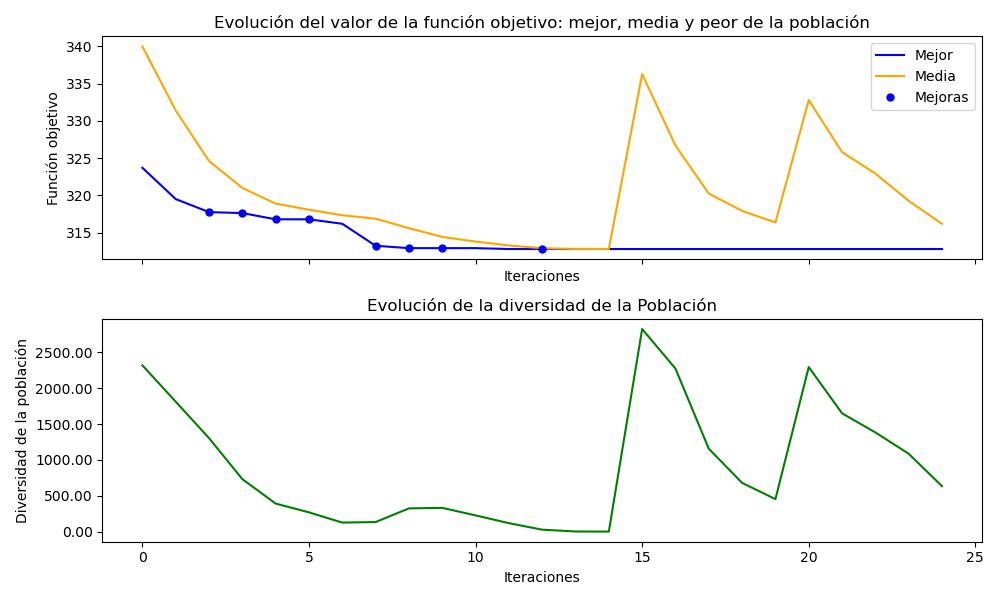 Evolución del valor de la función objetivo: mejor, media y peor de la población
Función objetivo
340
335
330
325
320
315
Mejor
Media
Mejoras
Iteraciones
Evolución de la diversidad de la Población
Diversidad de la población
2500.00
2000.00
1500.00
1000.00
500.00
0.00
0
5
10
15
20
25
Iteraciones